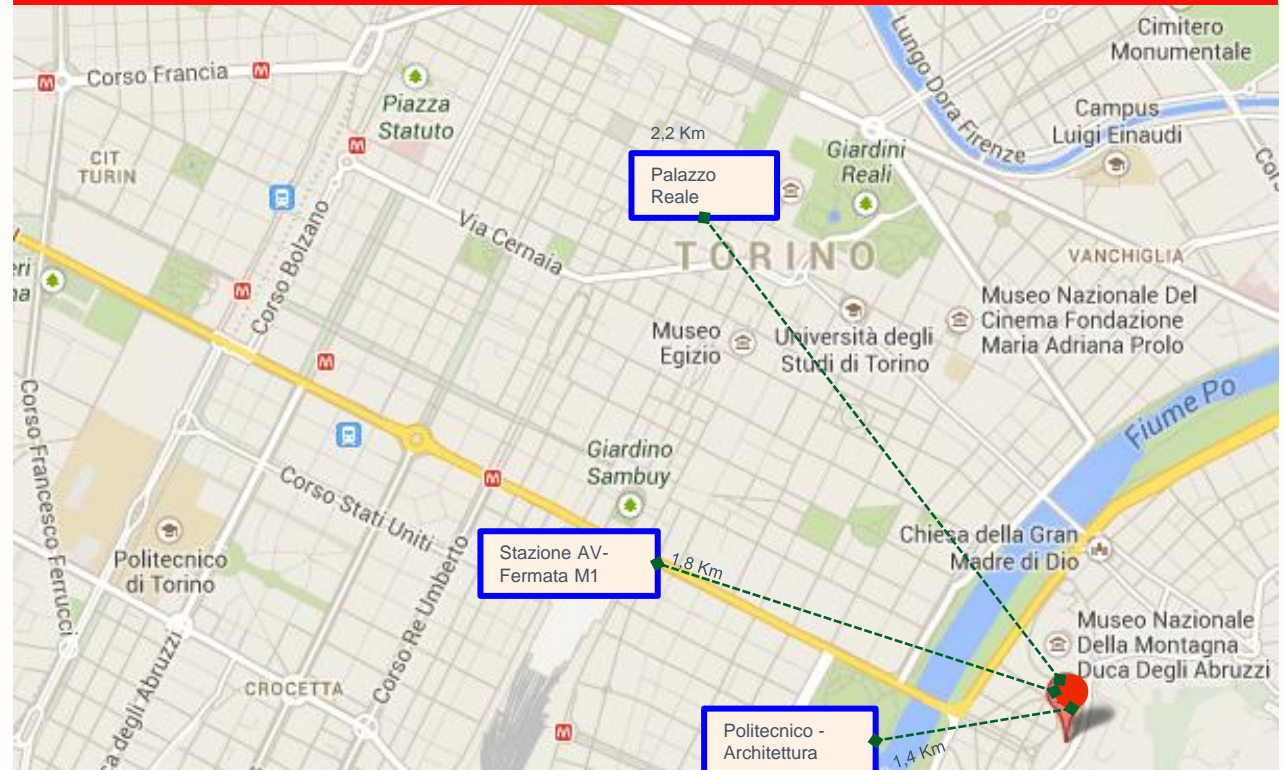 Cimitero
Monumentale
Corso Francia
Piazza
Statuto
Lungo Dora Firenze
Campus
Luigi Einaudi
2,2 Km
CIT
TURIN
Palazzo
Reale
Giardini
Reali
Via Cernaia
Corso Bolzano
TORINO
VANCHIGLIA
Museo
Egizio
Università degli
Studi di Torino
Museo Nazionale Del
Cinema Fondazione
Maria Adriana Prolo
Fiume Po
Corso Francesco Ferrucci
Giardino
Sambuy
Corso Stati Uniti
Politecnico
di Torino
Corso Re Umberto
Stazione AV-
Fermata M1
1,8 Km
Chiesa della Gran
Madre di Dio
Museo Nazionale
Della Montagna
Duca Degli Abruzzi
CROCETTA
degli Abruzzi
Politecnico -
Architettura
1,4 Km
M
M
M
M
M
M
M